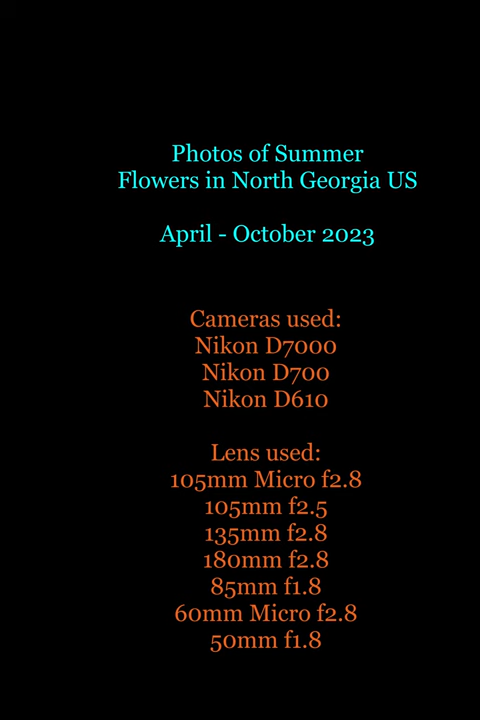 Photos of Summer
Flowers in North Georgia US
April - October 2023
Cameras used:
Nikon D7000
Nikon D700
Nikon D610
Lens used:
105mm Micro f2.8
105mm f2.5
135mm f2.8
180mm f2.8
85mm f1.8
60mm Micro f2.8
50mm f1.8